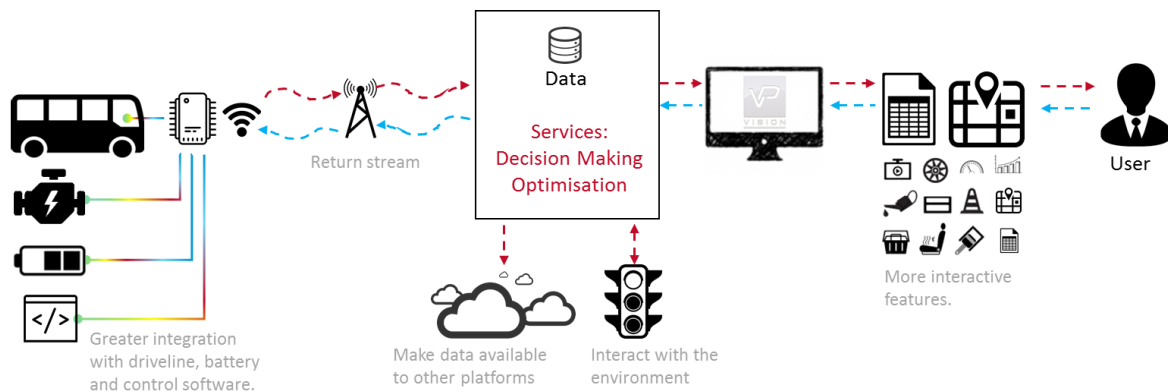 Data
Services:
Decision Making
Optimisation
Return stream
VP
VISION
User
More interactive
features.
</>
Greater integration
with driveline, battery
and control software.
Make data available
to other platforms
Interact with the
environment